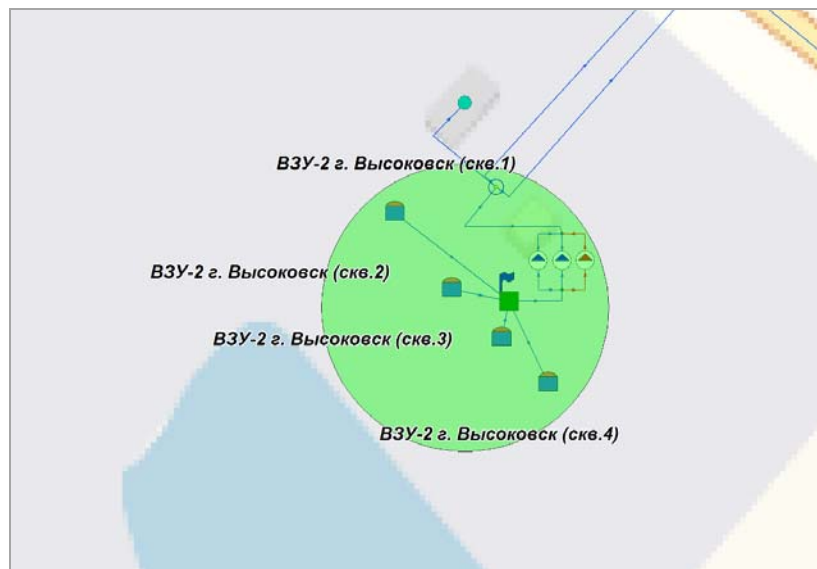 ВЗУ-2 г. Высоковск (скв.1)
ВЗУ-2 г. Высоковск (скв.2)
ВЗУ-2 г. Высоковск (скв.3)
ВЗУ-2 г. Высоковск (скв.4)